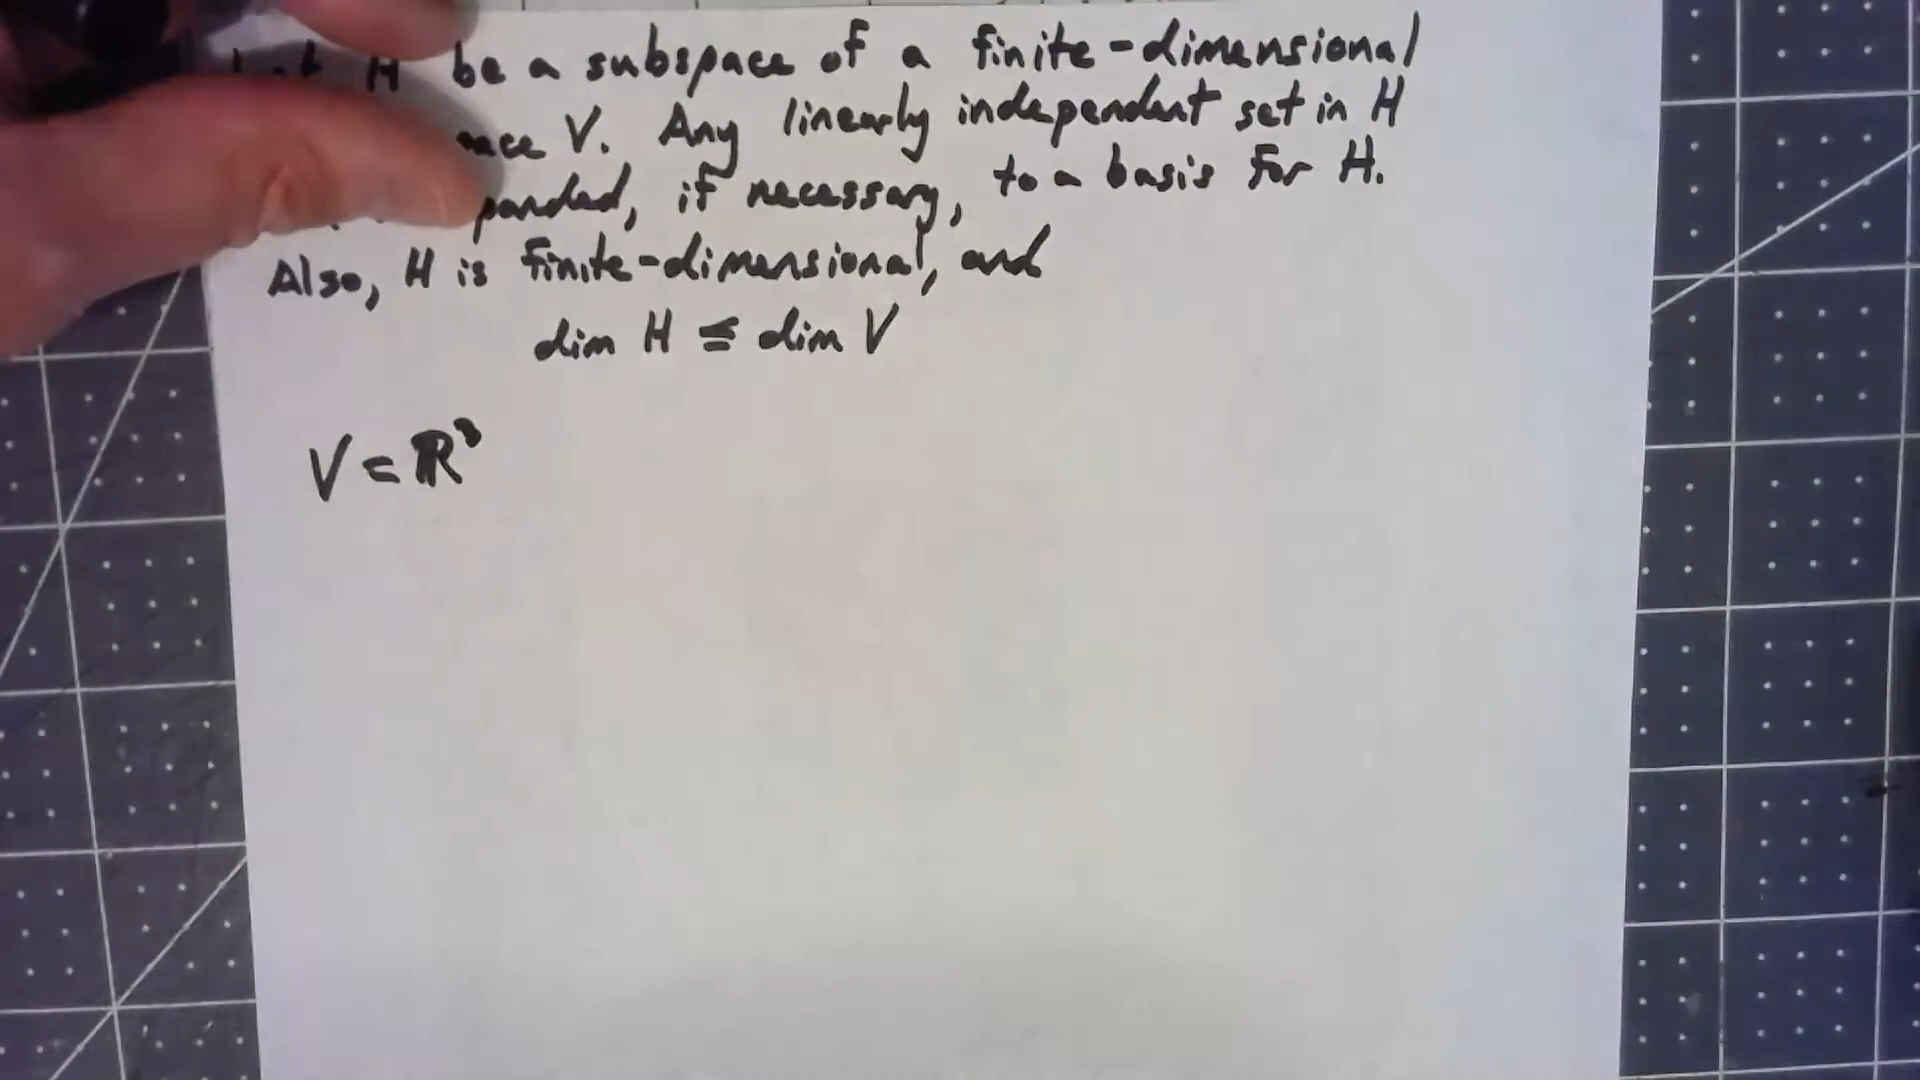 H be a subspace of a finite-dimensional
V. Any linearly independent set in H
if necessary, to a basis for H.
Also, H is finite-dimensional, and
dim H ≤ dim V
V = ℝ³